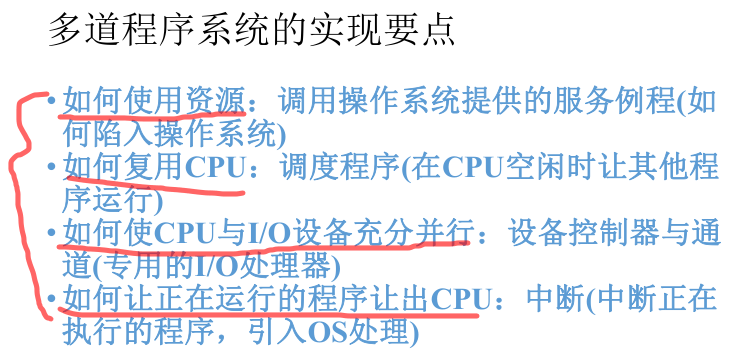 多道程序系统的实现要点
•如何使用资源：调用操作系统提供的服务例程(如
何陷入操作系统)
•如何复用CPU：调度程序(在CPU空闲时让其他程
序运行)
•如何使CPU与I/O设备充分并行：设备控制器与通
道(专用的I/O处理器)
•如何让正在运行的程序让出CPU：中断(中断正在
执行的程序，引入OS处理)